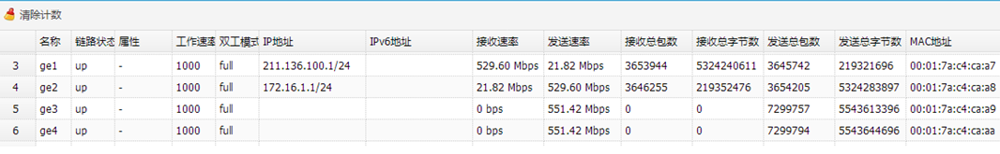 清除计数
名称 链路状态 属性 工作速率 双工模式 IP地址 IPv6地址 接收速率 发送速率 接收总包数 接收总字节数 发送总包数 发送总字节数 MAC地址
3 ge1 up - 1000 full 211.136.100.1/24 529.60 Mbps 21.82 Mbps 3653944 5324240611 3645742 219321696 00:01:7a:c4:ca:a7
4 ge2 up - 1000 full 172.16.1.1/24 21.82 Mbps 529.60 Mbps 3646255 219352476 3654205 5324283897 00:01:7a:c4:ca:a8
5 ge3 up - 1000 full 0 bps 551.42 Mbps 0 0 7299757 5543613396 00:01:7a:c4:ca:a9
6 ge4 up - 1000 full 0 bps 551.42 Mbps 0 0 7299794 5543644696 00:01:7a:c4:ca:aa